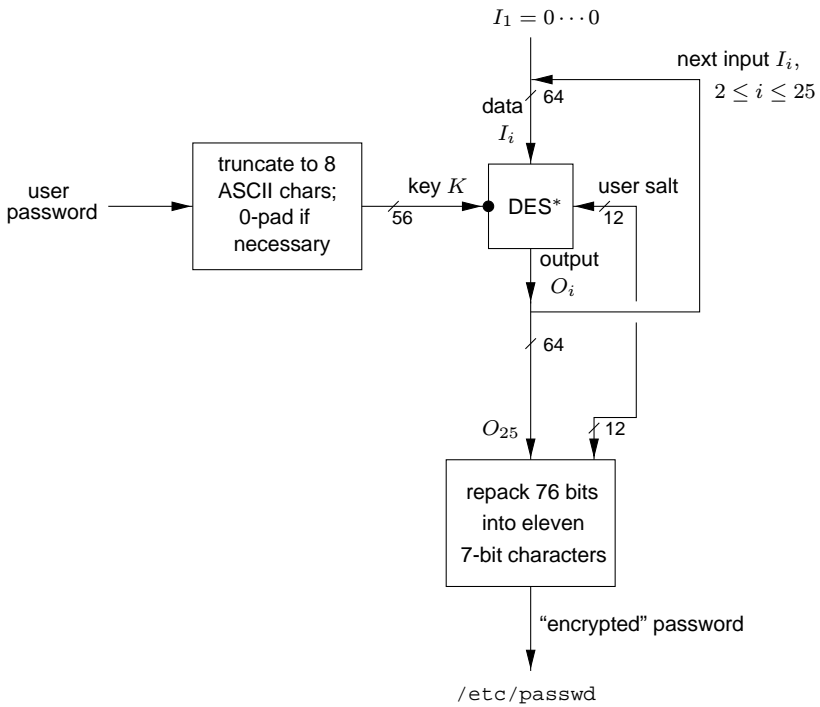 I₁ = 0 ⋯ 0
next input Iᵢ,
2 ≤ i ≤ 25
64
data
Iᵢ
truncate to 8
ASCII chars;
0-pad if
necessary
user
password
key K
56
DES*
user salt
12
output
Oᵢ
64
O₂₅
12
repack 76 bits
into eleven
7-bit characters
“encrypted” password
/etc/passwd